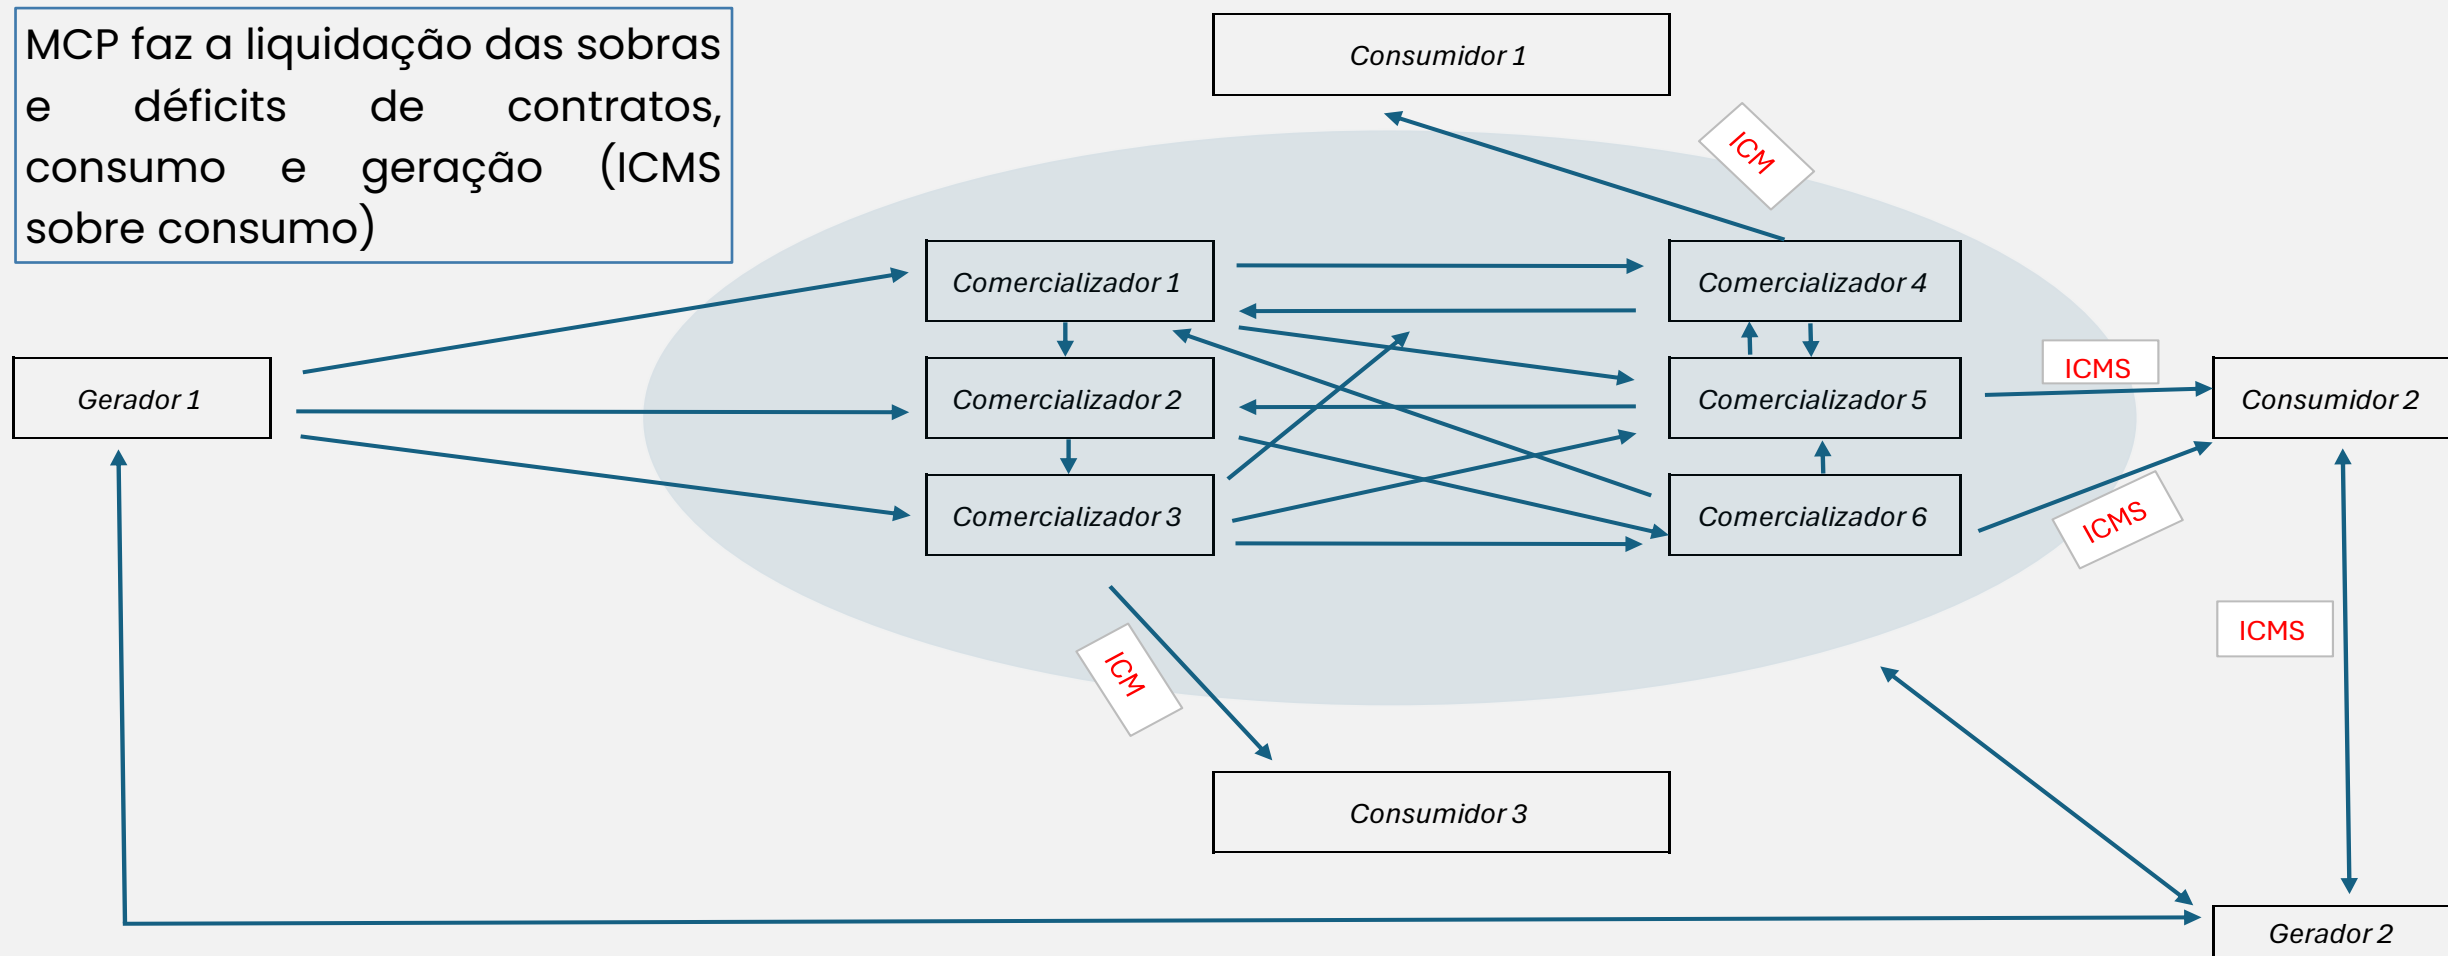 MCP faz a liquidação das sobras
e déficits de contratos,
consumo e geração (ICMS
sobre consumo)
Consumidor 1
ICM
Comercializador 1
Comercializador 4
Gerador 1
Comercializador 2
Comercializador 5
ICMS
Consumidor 2
Comercializador 3
Comercializador 6
ICMS
ICMS
ICM
Consumidor 3
Gerador 2